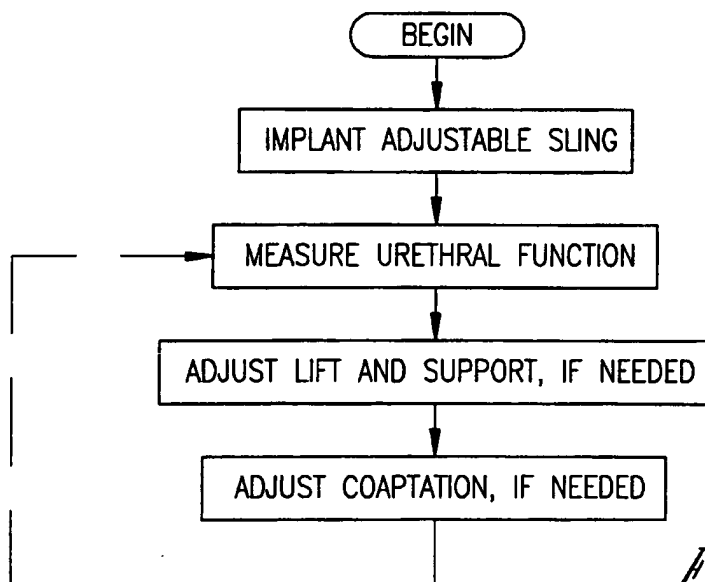 BEGIN
IMPLANT ADJUSTABLE SLING
MEASURE URETHRAL FUNCTION
ADJUST LIFT AND SUPPORT, IF NEEDED
ADJUST COAPTATION, IF NEEDED